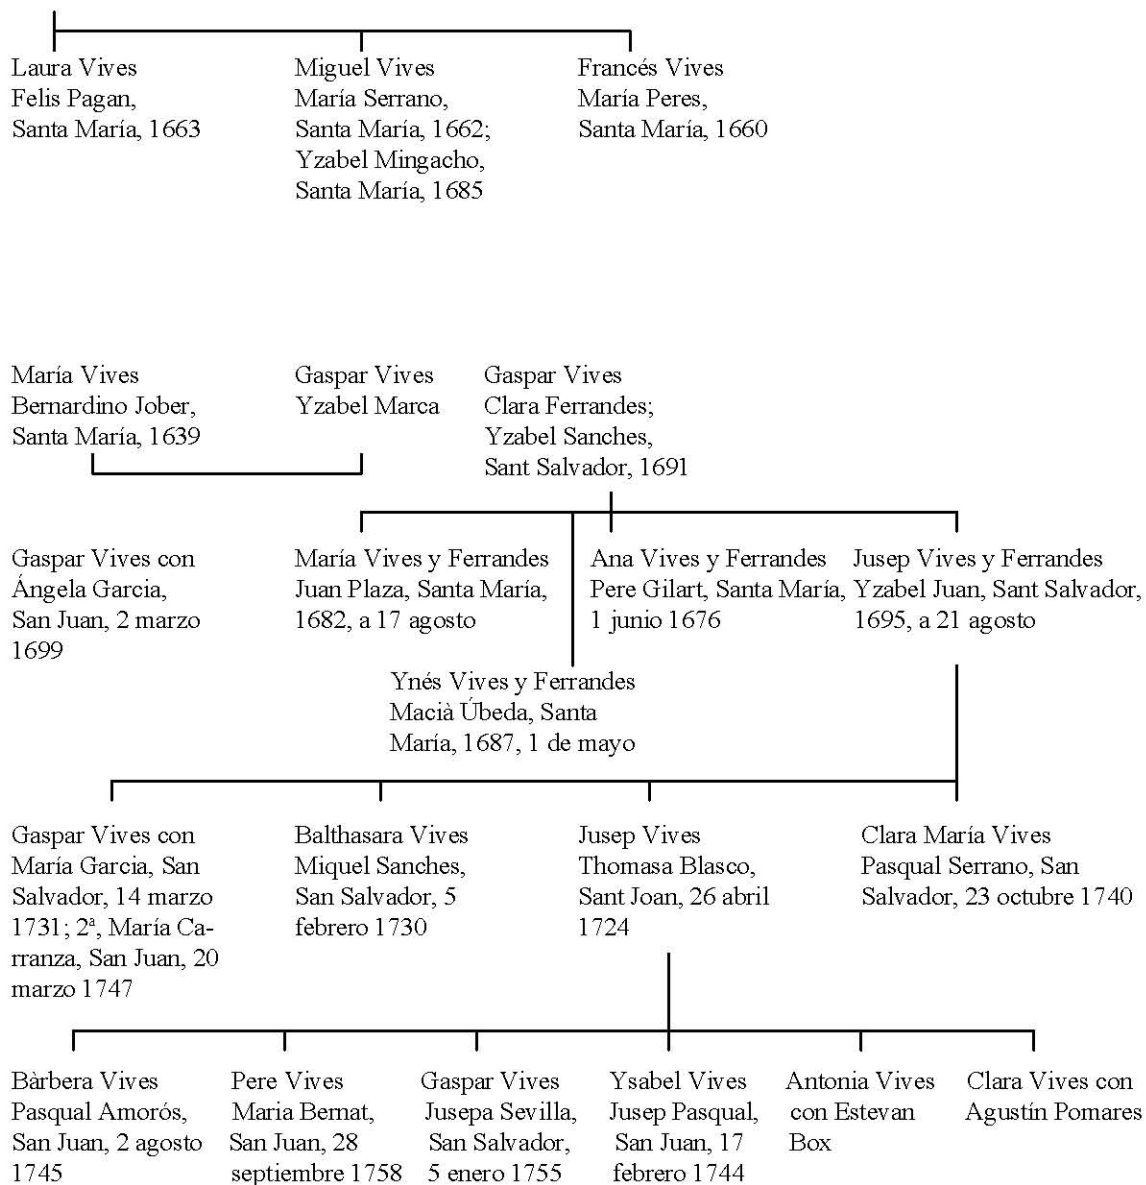 Laura Vives
Felis Pagan,
Santa María, 1663
Miguel Vives
María Serrano,
Santa María, 1662;
Yzabel Mingacho,
Santa María, 1685
Francés Vives
María Peres,
Santa María, 1660
María Vives
Bernardino Jober,
Santa María, 1639
Gaspar Vives
Yzabel Marca
Gaspar Vives
Clara Ferrandes;
Yzabel Sanches,
Sant Salvador, 1691
Gaspar Vives con
Ángela Garcia,
San Juan, 2 marzo
1699
María Vives y Ferrandes
Juan Plaza, Santa María,
1682, a 17 agosto
Ana Vives y Ferrandes
Pere Gilart, Santa María,
1 junio 1676
Jusep Vives y Ferrandes
Yzabel Juan, Sant Salvador,
1695, a 21 agosto
Ynés Vives y Ferrandes
Macià Úbeda, Santa
María, 1687, 1 de mayo
Gaspar Vives con
María Garcia, San
Salvador, 14 marzo
1731; 2ª, María Ca-
rranza, San Juan, 20
marzo 1747
Balthasara Vives
Miquel Sanches,
San Salvador, 5
febrero 1730
Jusep Vives
Thomasa Blasco,
Sant Joan, 26 abril
1724
Clara María Vives
Pasqual Serrano, San
Salvador, 23 octubre 1740
Bàrbera Vives
Pasqual Amorós,
San Juan, 2 agosto
1745
Pere Vives
Maria Bernat,
San Juan, 28
septiembre 1758
Gaspar Vives
Jusepa Sevilla,
San Salvador,
5 enero 1755
Ysabel Vives
Jusep Pasqual,
San Juan, 17
febrero 1744
Antonia Vives
con Estevan
Box
Clara Vives con
Agustín Pomares